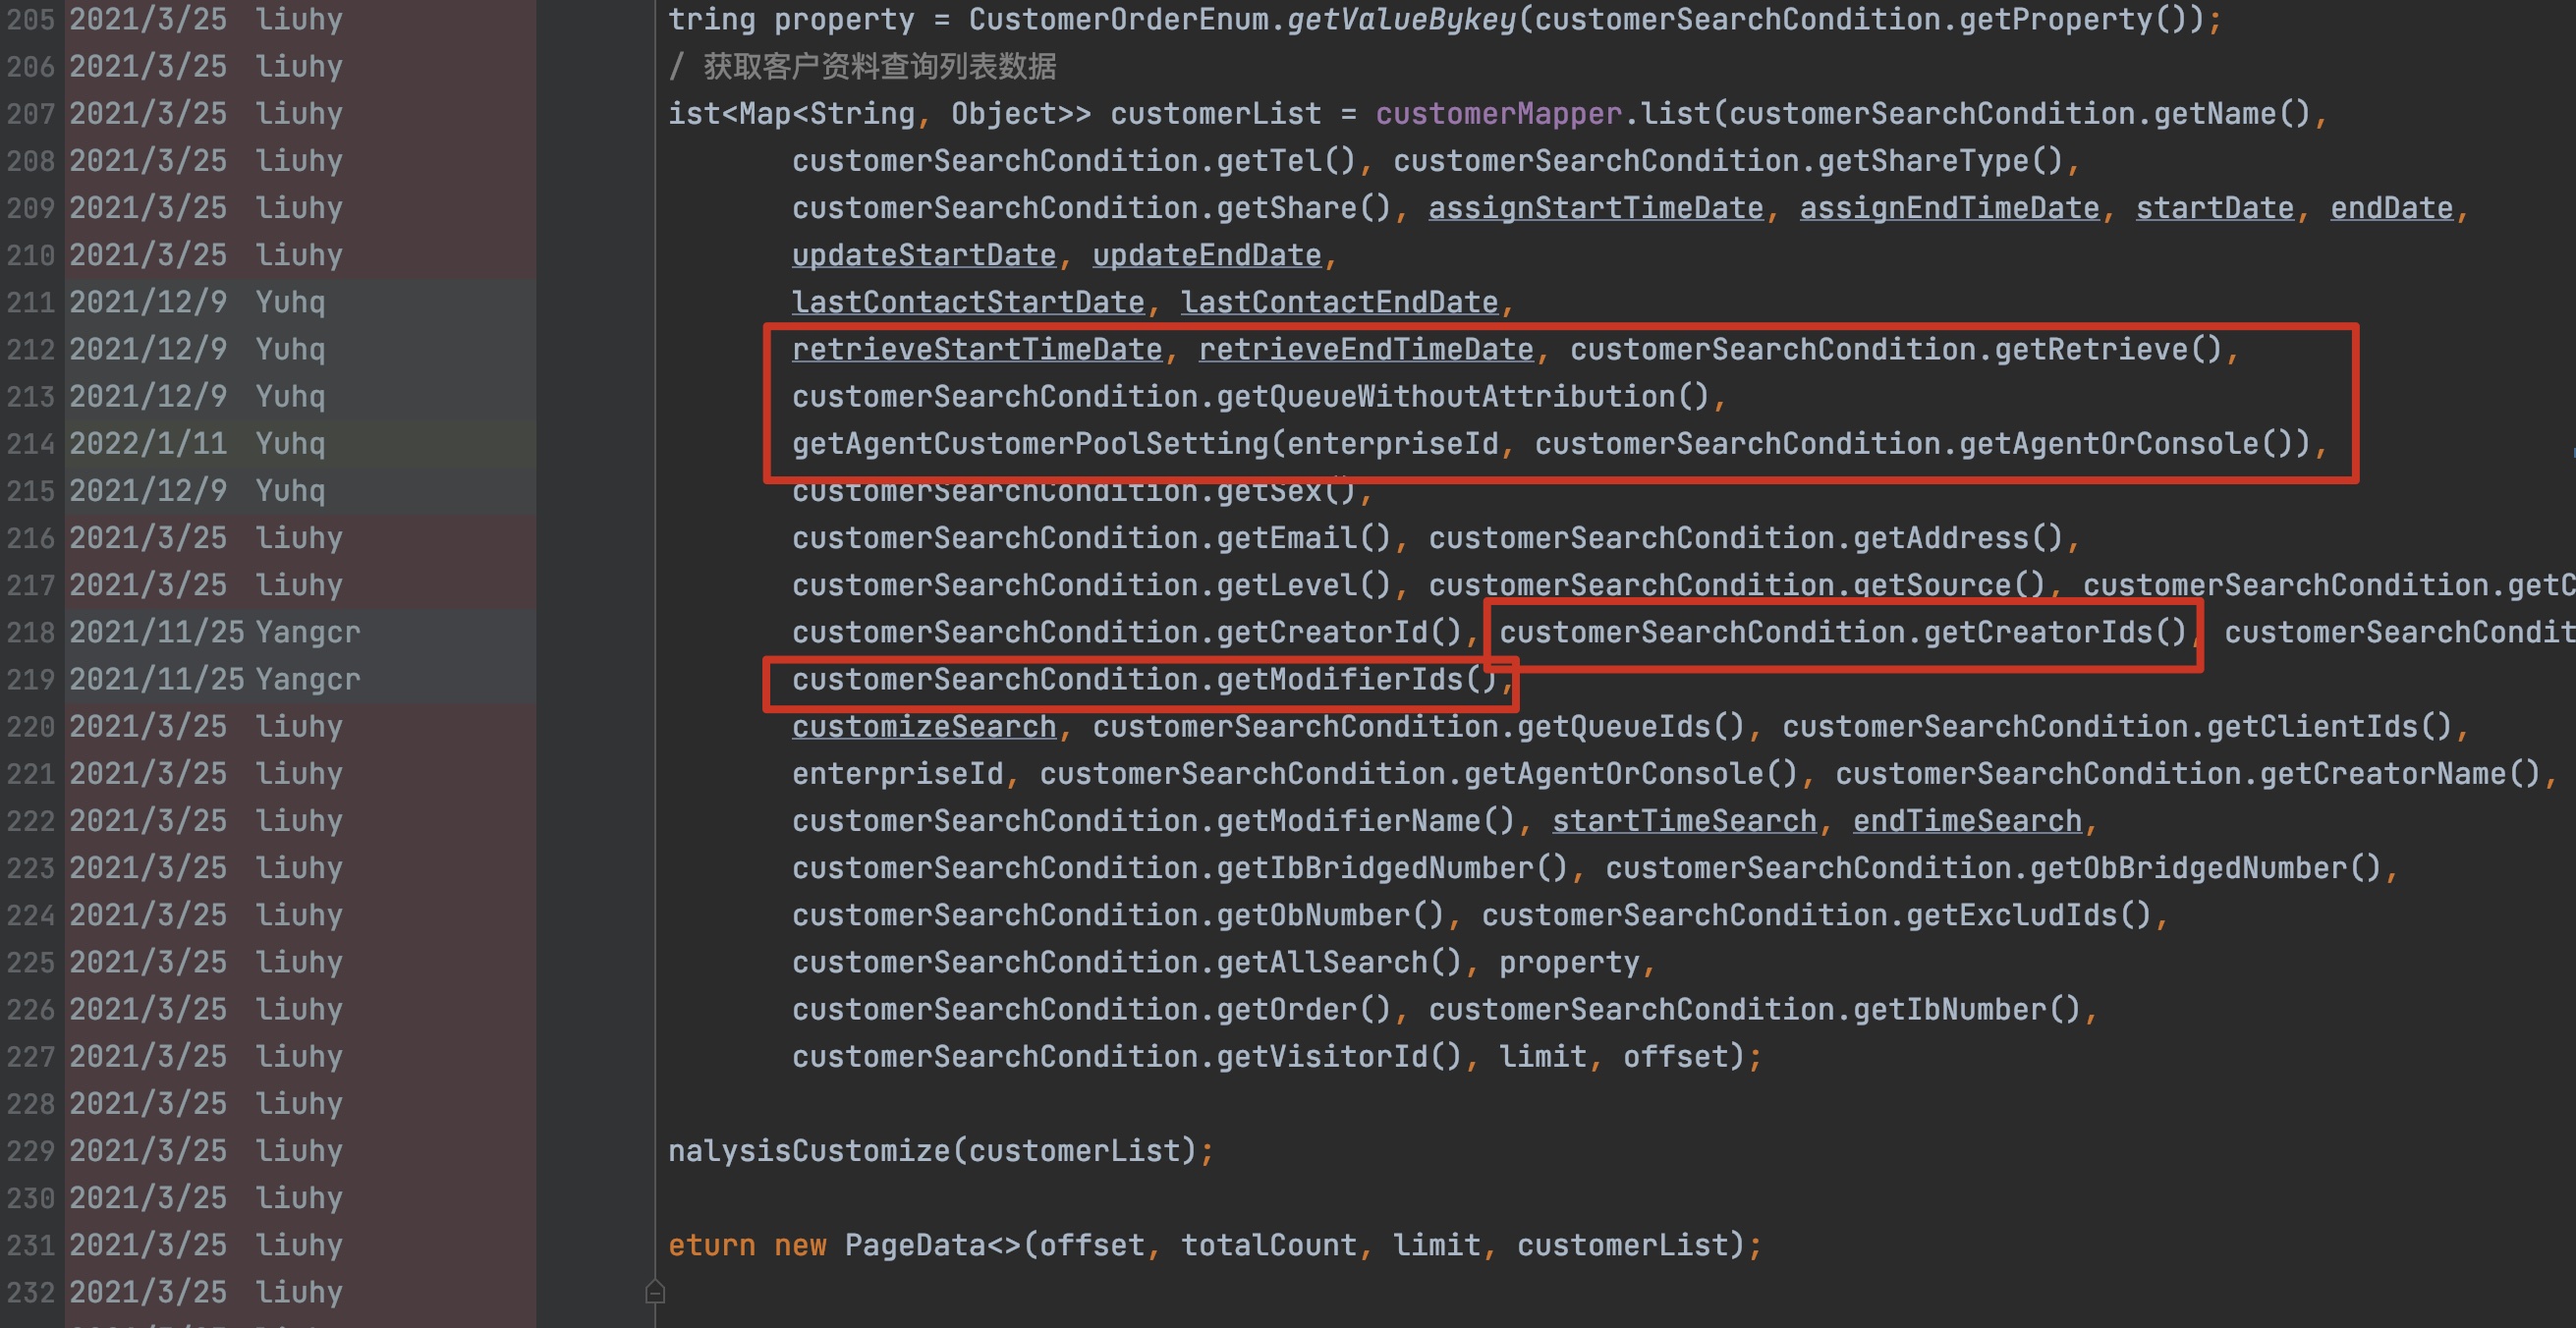 205 2021/3/25 liuhy tring property = CustomerOrderEnum.getValueBykey(customerSearchCondition.getProperty());
206 2021/3/25 liuhy / 获取客户资料查询列表数据
207 2021/3/25 liuhy ist<Map<String, Object>> customerList = customerMapper.list(customerSearchCondition.getName(),
208 2021/3/25 liuhy customerSearchCondition.getTel(), customerSearchCondition.getShareType(),
209 2021/3/25 liuhy customerSearchCondition.getShare(), assignStartTimeDate, assignEndTimeDate, startDate, endDate,
210 2021/3/25 liuhy updateStartDate, updateEndDate,
211 2021/12/9 Yuhq lastContactStartDate, lastContactEndDate,
212 2021/12/9 Yuhq retrieveStartTimeDate, retrieveEndTimeDate, customerSearchCondition.getRetrieve(),
213 2021/12/9 Yuhq customerSearchCondition.getQueueWithoutAttribution(),
214 2022/1/11 Yuhq getAgentCustomerPoolSetting(enterpriseId, customerSearchCondition.getAgentOrConsole()),
215 2021/12/9 Yuhq customerSearchCondition.getSex(),
216 2021/3/25 liuhy customerSearchCondition.getEmail(), customerSearchCondition.getAddress(),
217 2021/3/25 liuhy customerSearchCondition.getLevel(), customerSearchCondition.getSource(), customerSearchCondition.getC
218 2021/11/25 Yangcr customerSearchCondition.getCreatorId(), customerSearchCondition.getCreatorIds(), customerSearchCondit
219 2021/11/25 Yangcr customerSearchCondition.getModifierIds(),
220 2021/3/25 liuhy customizeSearch, customerSearchCondition.getQueueIds(), customerSearchCondition.getClientIds(),
221 2021/3/25 liuhy enterpriseId, customerSearchCondition.getAgentOrConsole(), customerSearchCondition.getCreatorName(),
222 2021/3/25 liuhy customerSearchCondition.getModifierName(), startTimeSearch, endTimeSearch,
223 2021/3/25 liuhy customerSearchCondition.getIbBridgedNumber(), customerSearchCondition.getObBridgedNumber(),
224 2021/3/25 liuhy customerSearchCondition.getObNumber(), customerSearchCondition.getExcludIds(),
225 2021/3/25 liuhy customerSearchCondition.getAllSearch(), property,
226 2021/3/25 liuhy customerSearchCondition.getOrder(), customerSearchCondition.getIbNumber(),
227 2021/3/25 liuhy customerSearchCondition.getVisitorId(), limit, offset);
228 2021/3/25 liuhy
229 2021/3/25 liuhy nalysisCustomize(customerList);
230 2021/3/25 liuhy
231 2021/3/25 liuhy eturn new PageData<>(offset, totalCount, limit, customerList);
232 2021/3/25 liuhy